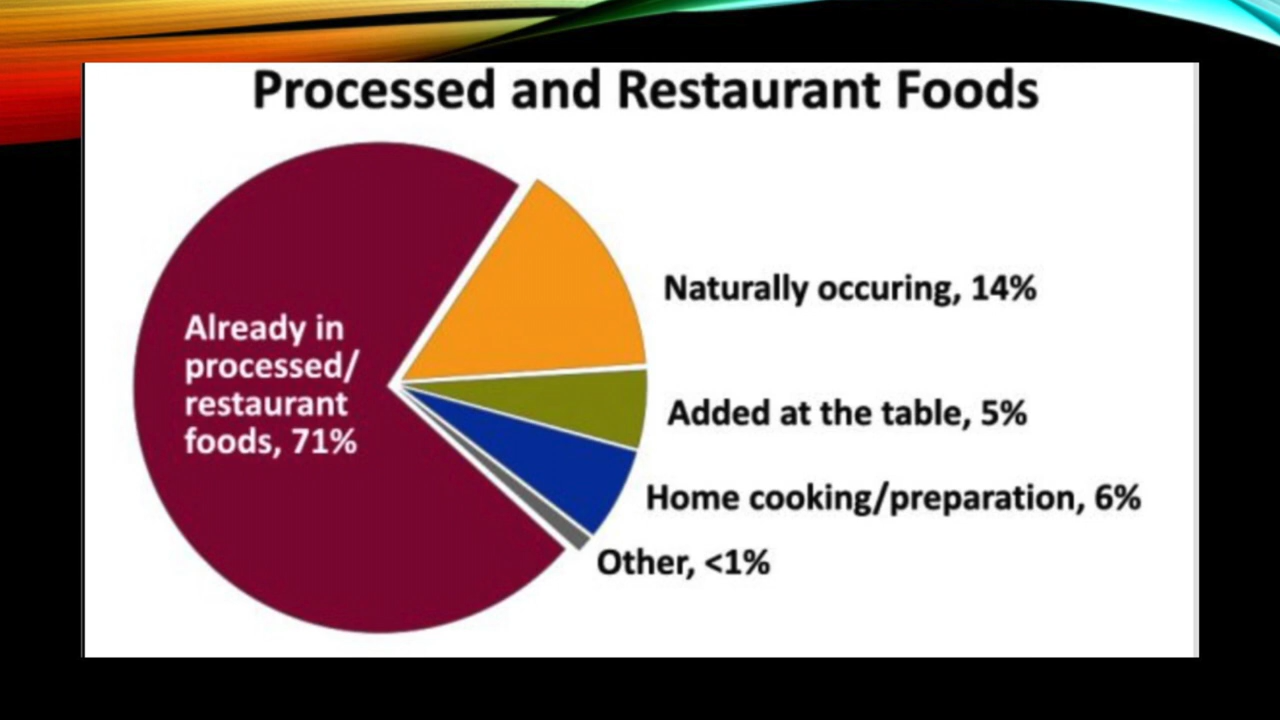 Processed and Restaurant Foods
Already in
processed/
restaurant
foods, 71%
Naturally occuring, 14%
Added at the table, 5%
Home cooking/preparation, 6%
Other, <1%